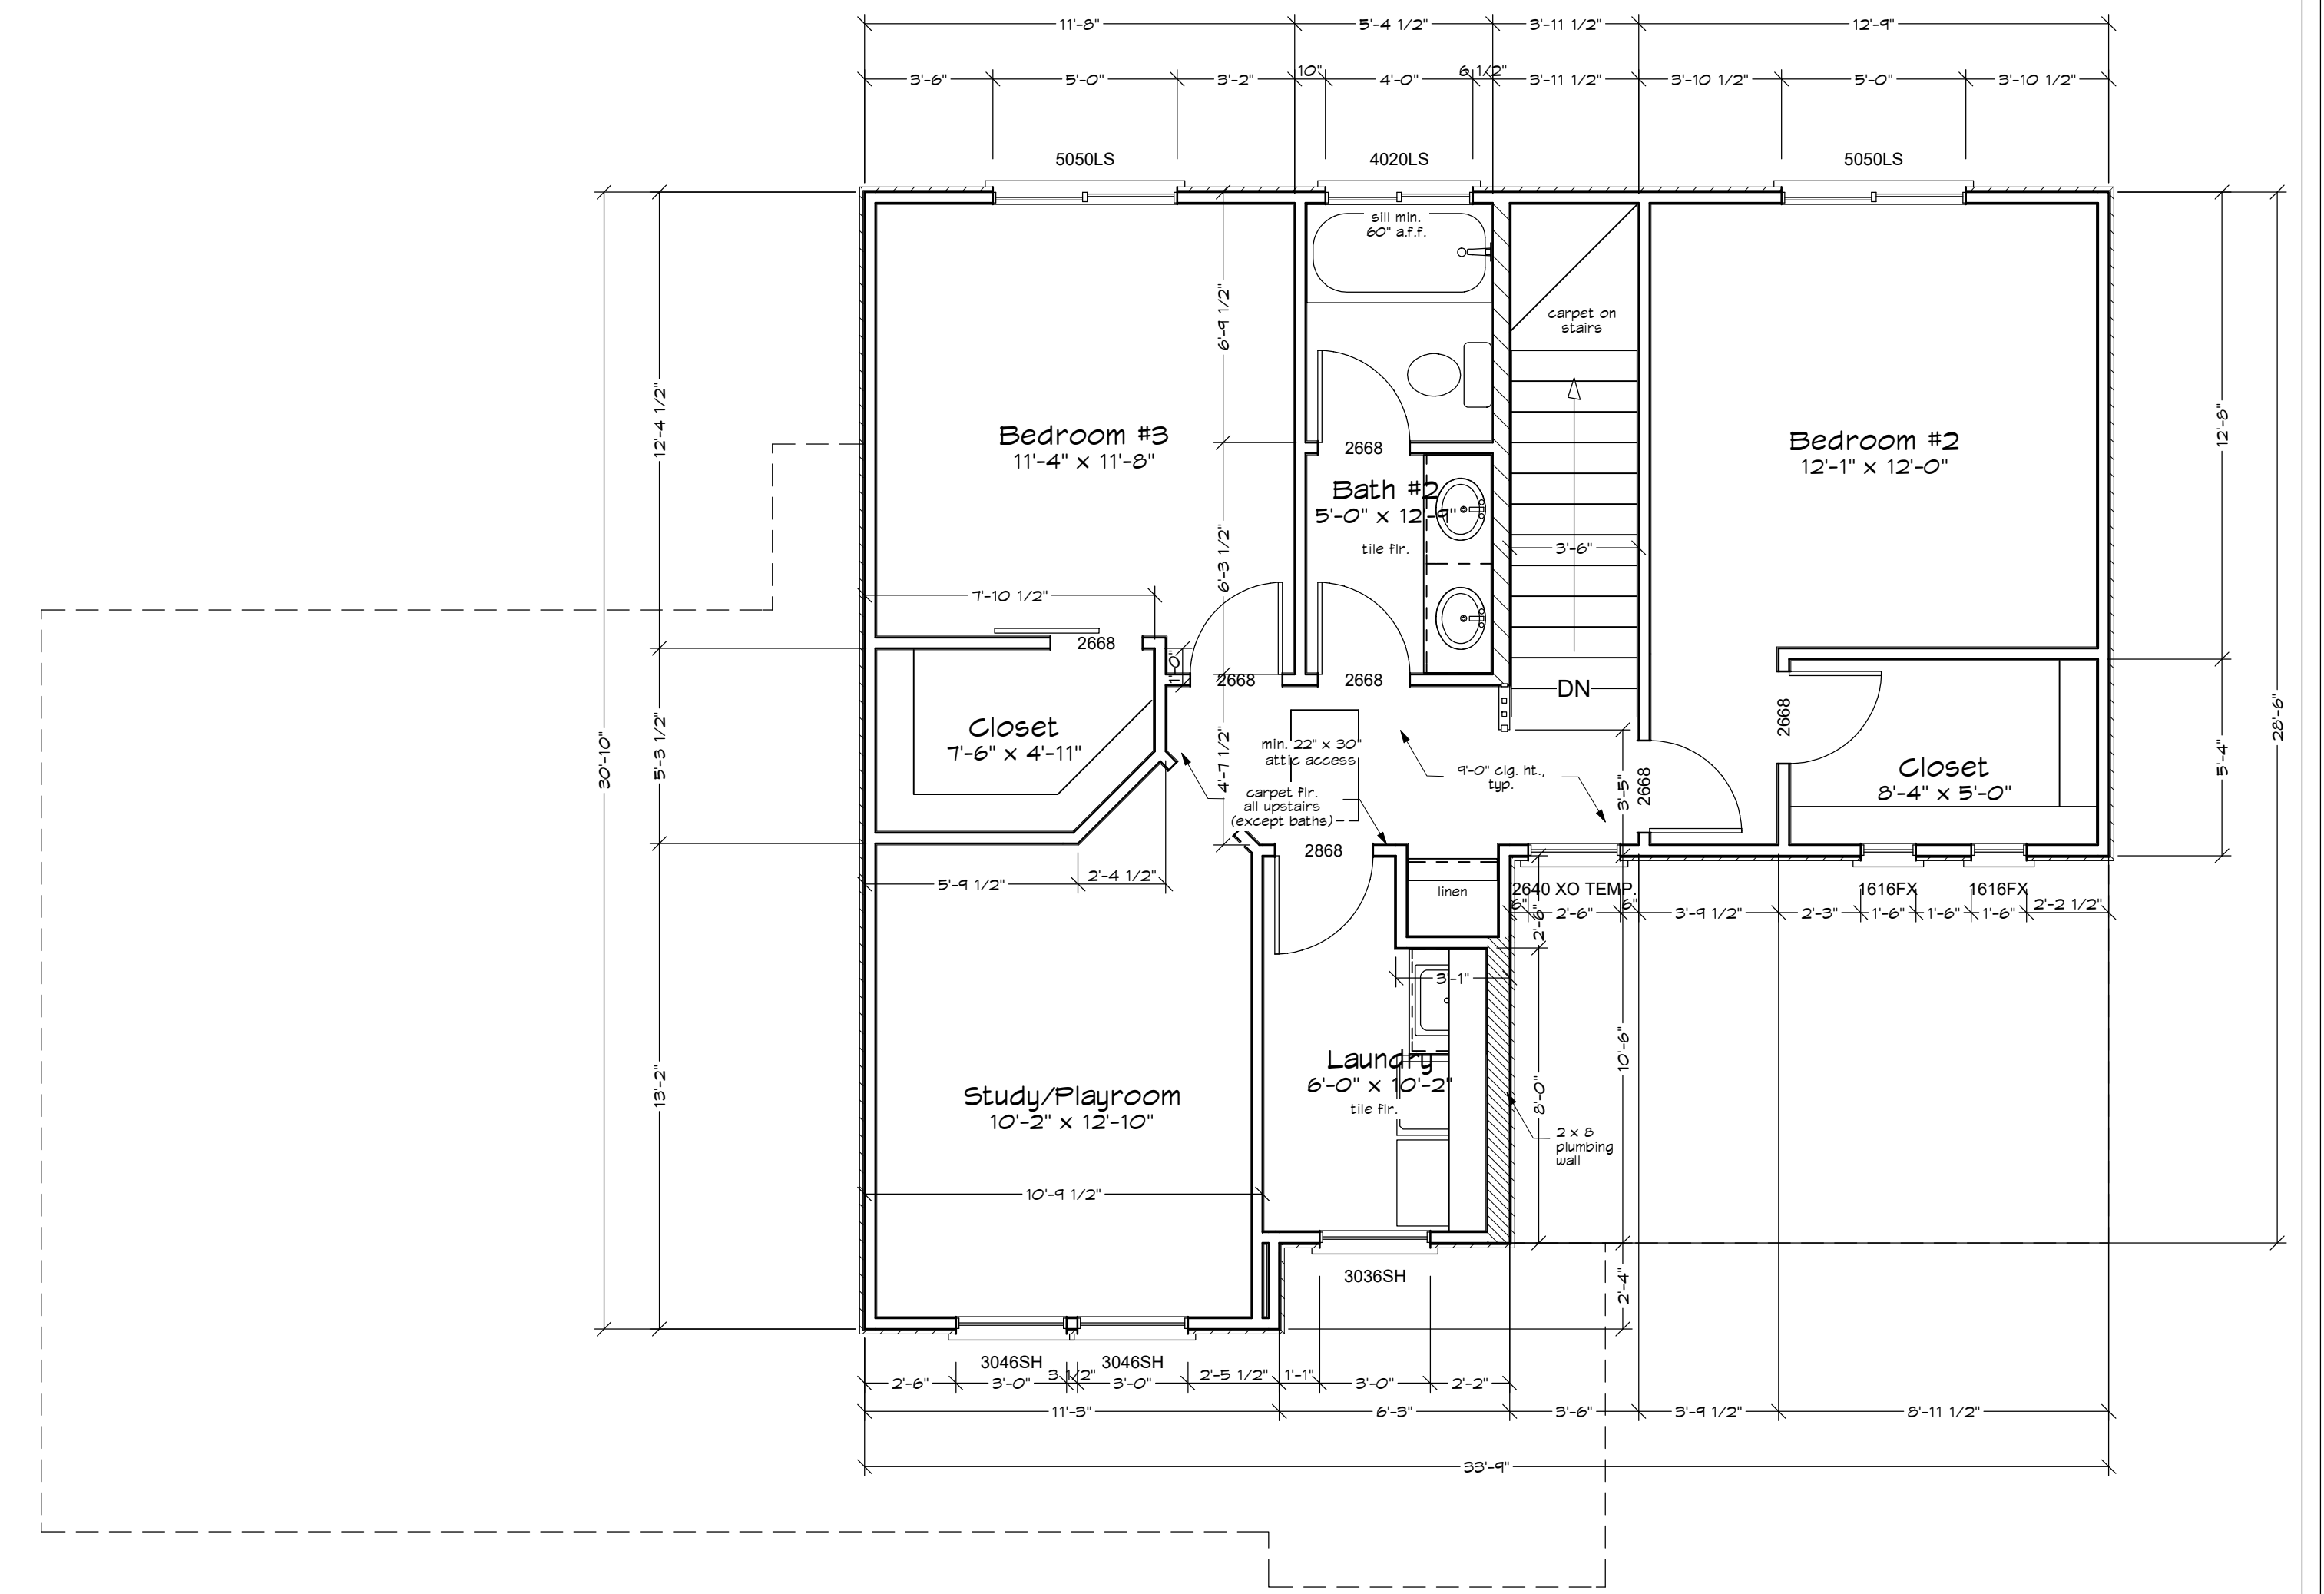 11'-8" 5'-4 1/2" 3'-11 1/2" 12'-9"
3'-6" 5'-0" 3'-2" 10" 4'-0" 6 1/2" 3'-11 1/2" 3'-10 1/2" 5'-0" 3'-10 1/2"
5050LS 4020LS 5050LS
sill min.
60" a.f.f.
6'-9 1/2"
carpet on
stairs
12'-4 1/2"
12'-8"
Bedroom #3
11'-4" x 11'-8"
2668
Bedroom #2
12'-1" x 12'-0"
Bath #2
5'-0" x 12'-9"
tile flr.
3'-6"
6'-3 1/2"
7'-10 1/2"
2668
1'-0"
2668
2668
DN
2668
30'-10"
5'-3 1/2"
28'-6"
5'-4"
Closet
7'-6" x 4'-11"
4'-7 1/2"
min. 22" x 30"
attic access
9'-0" clg. ht.,
typ.
3'-5"
2668
Closet
8'-4" x 5'-0"
carpet flr.
all upstairs
(except baths)
2868
5'-9 1/2" 2'-4 1/2"
linen
2640 XO TEMP.
1616FX 1616FX
6" 2'-6" 6" 3'-9 1/2" 2'-3" 1'-6" 1'-6" 1'-6" 2'-2 1/2"
2'-6"
3'-1"
10'-6"
13'-2"
Laundry
6'-0" x 10'-2"
tile flr.
8'-0"
Study/Playroom
10'-2" x 12'-10"
2 x 8
plumbing
wall
10'-9 1/2"
3036SH
2'-4"
3046SH 3046SH
2'-6" 3'-0" 3 1/2" 3'-0" 2'-5 1/2" 1'-1" 3'-0" 2'-2"
11'-3" 6'-3" 3'-6" 3'-9 1/2" 8'-11 1/2"
33'-9"